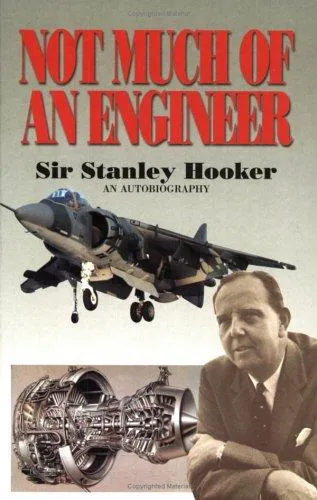 NOT MUCH OF
AN ENGINEER
Sir Stanley Hooker
AN AUTOBIOGRAPHY